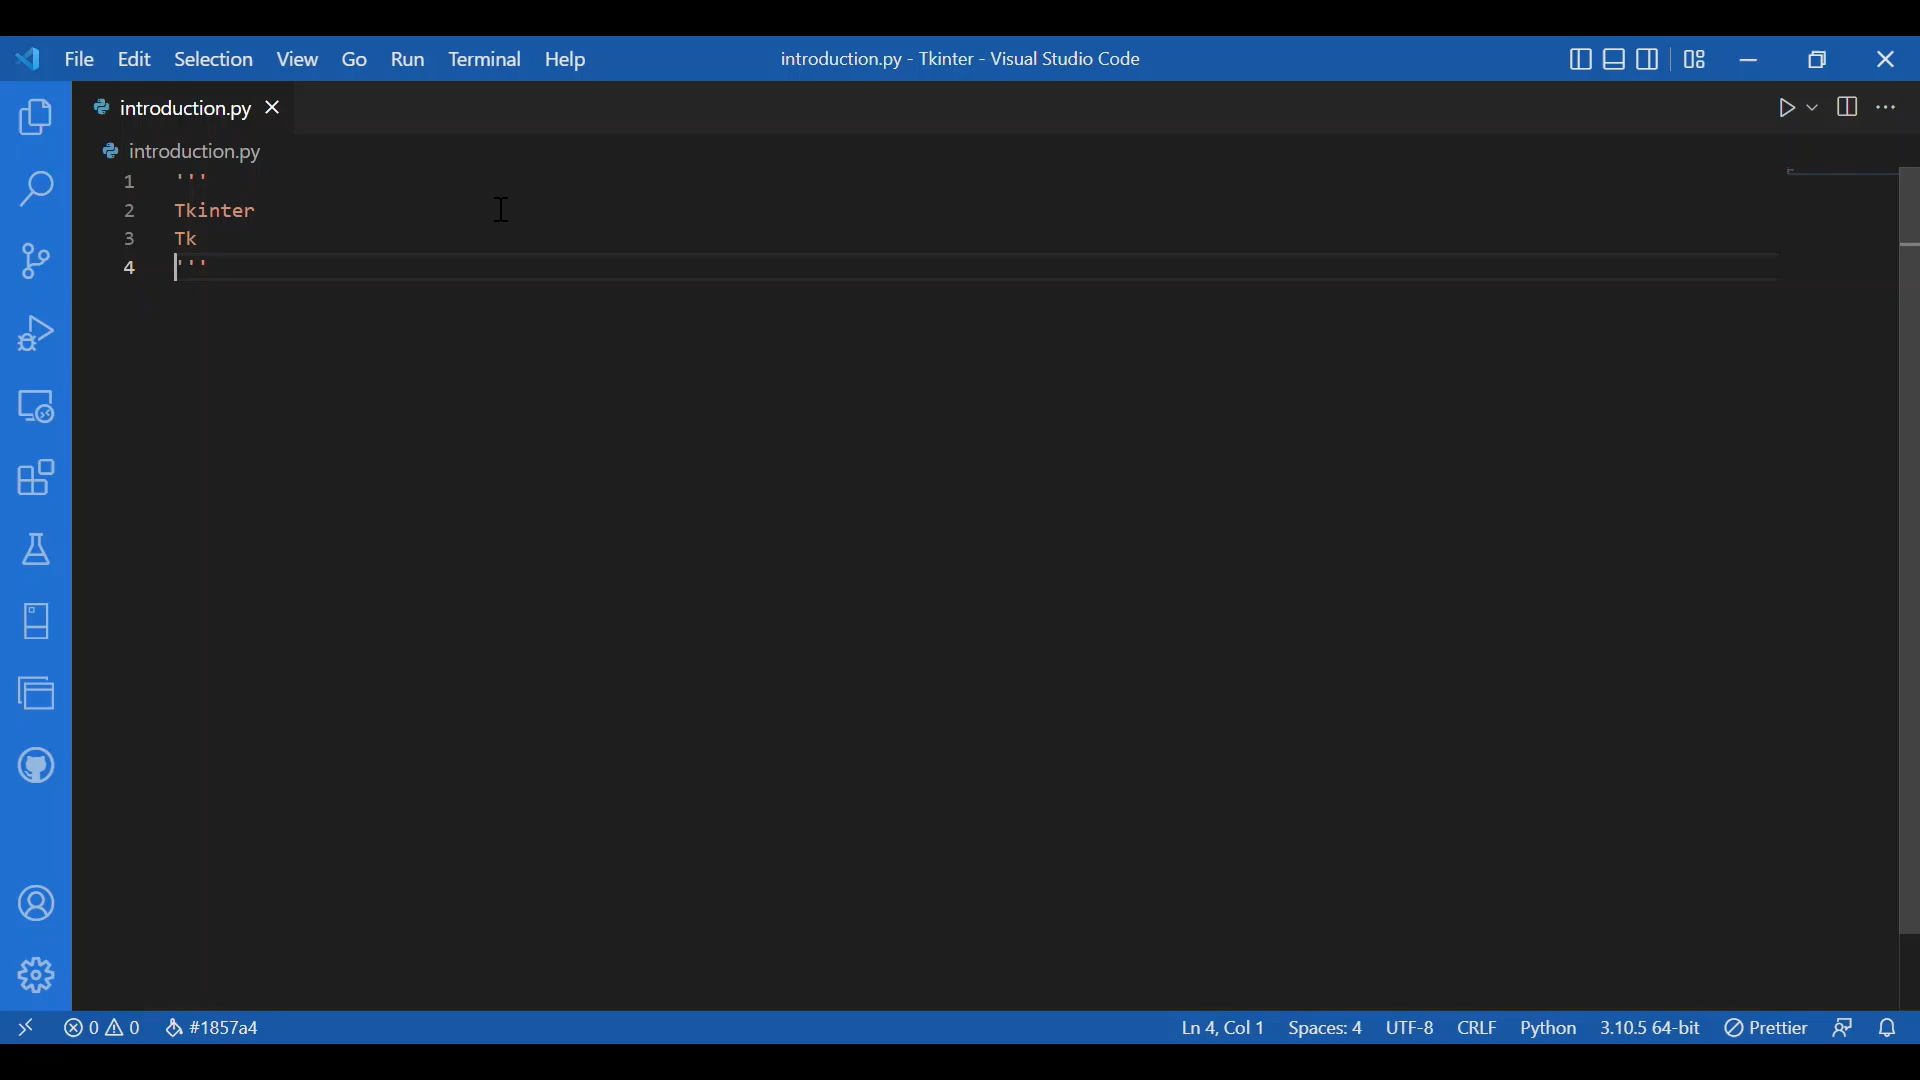 File Edit Selection View Go Run Terminal Help introduction.py - Tkinter - Visual Studio Code
introduction.py
introduction.py
1 '''
2 Tkinter
3 Tk
4 '''
0 0 #1857a4 Ln 4, Col 1 Spaces: 4 UTF-8 CRLF Python 3.10.5 64-bit Prettier